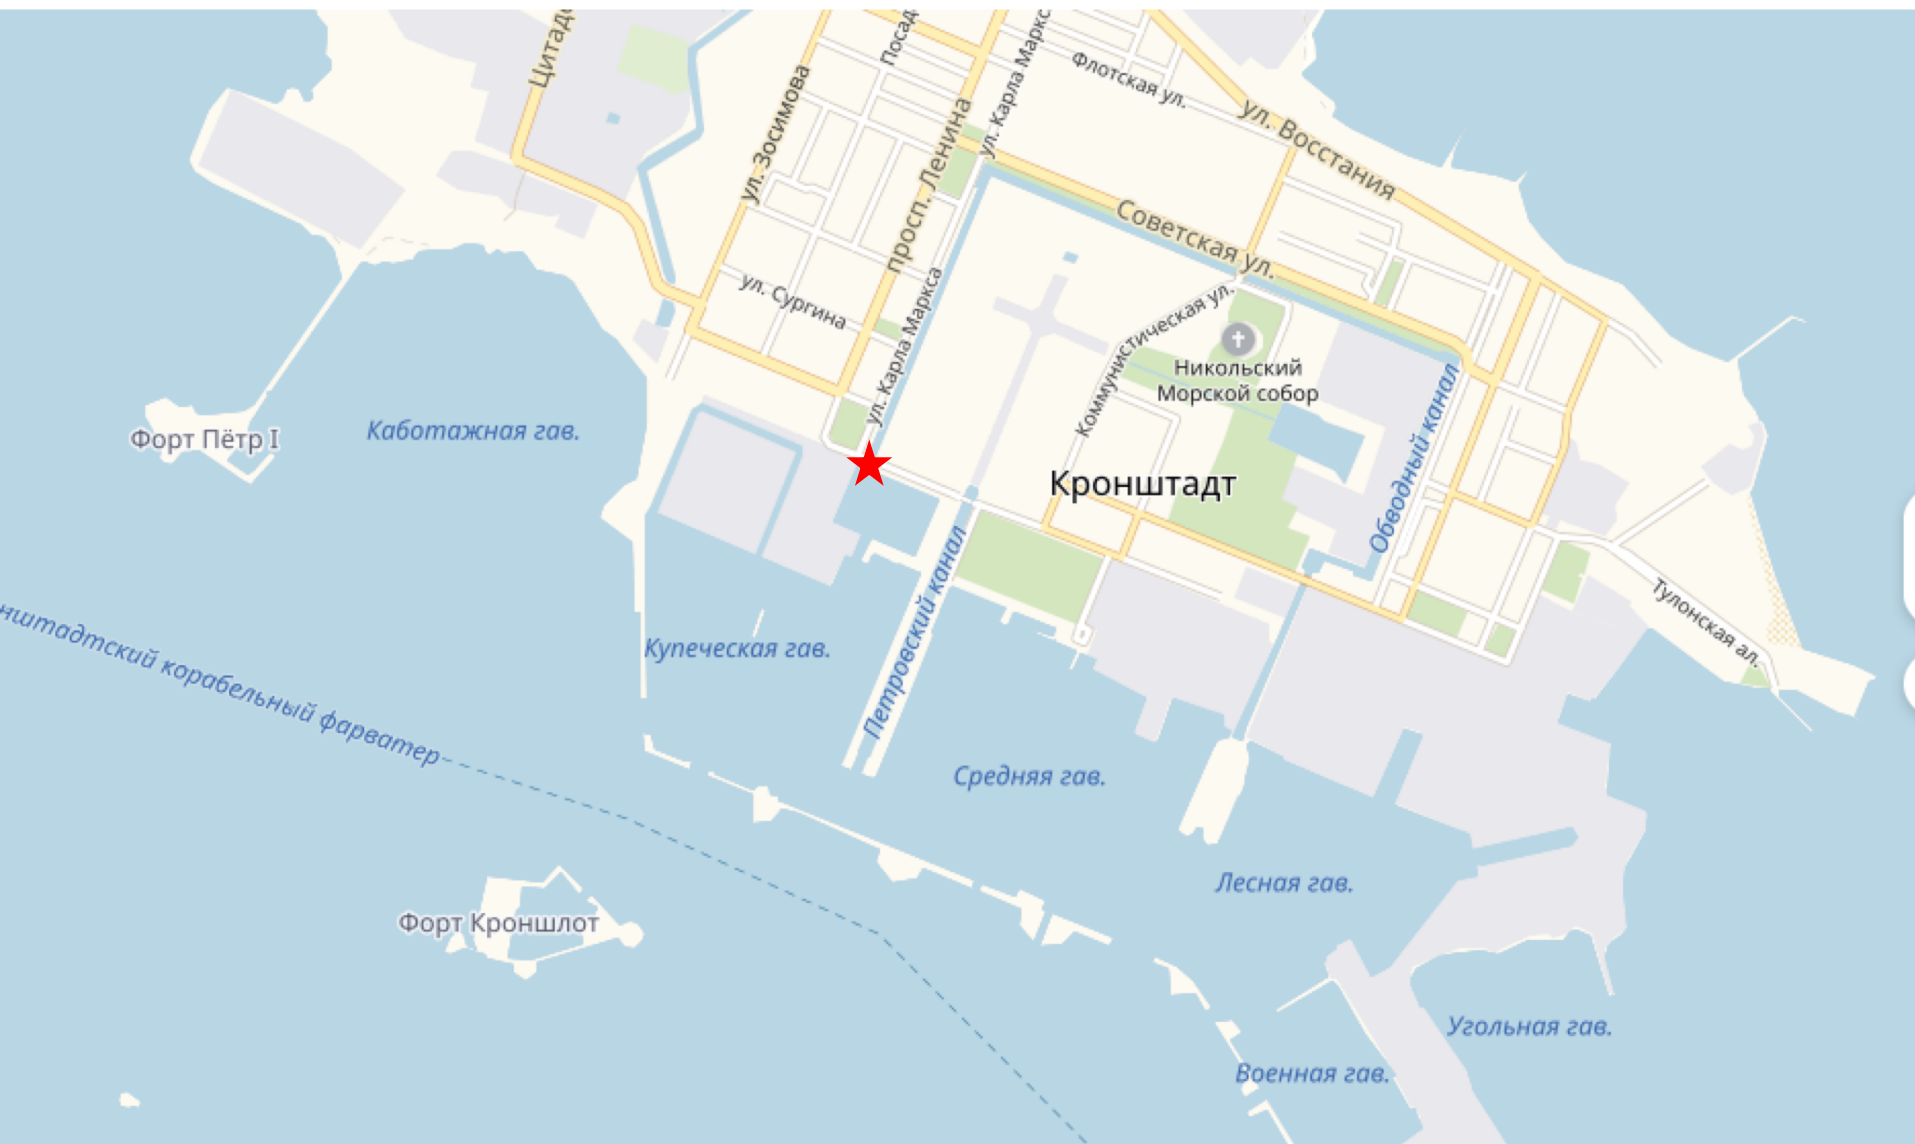 Цитад
Посад
ул. Карла Маркс
Флотская ул.
ул. Зосимова
просп. Ленина
ул. Восстания
Советская ул.
ул. Сургина
ул. Карла Маркса
Коммунистическая ул.
Никольский
Морской собор
Обводный канал
Форт Пётр I
Каботажная гав.
Кронштадт
нштадтский корабельный фарватер
Купеческая гав.
Петровский канал
Тулонская ал.
Средняя гав.
Лесная гав.
Форт Кроншлот
Угольная гав.
Военная гав.